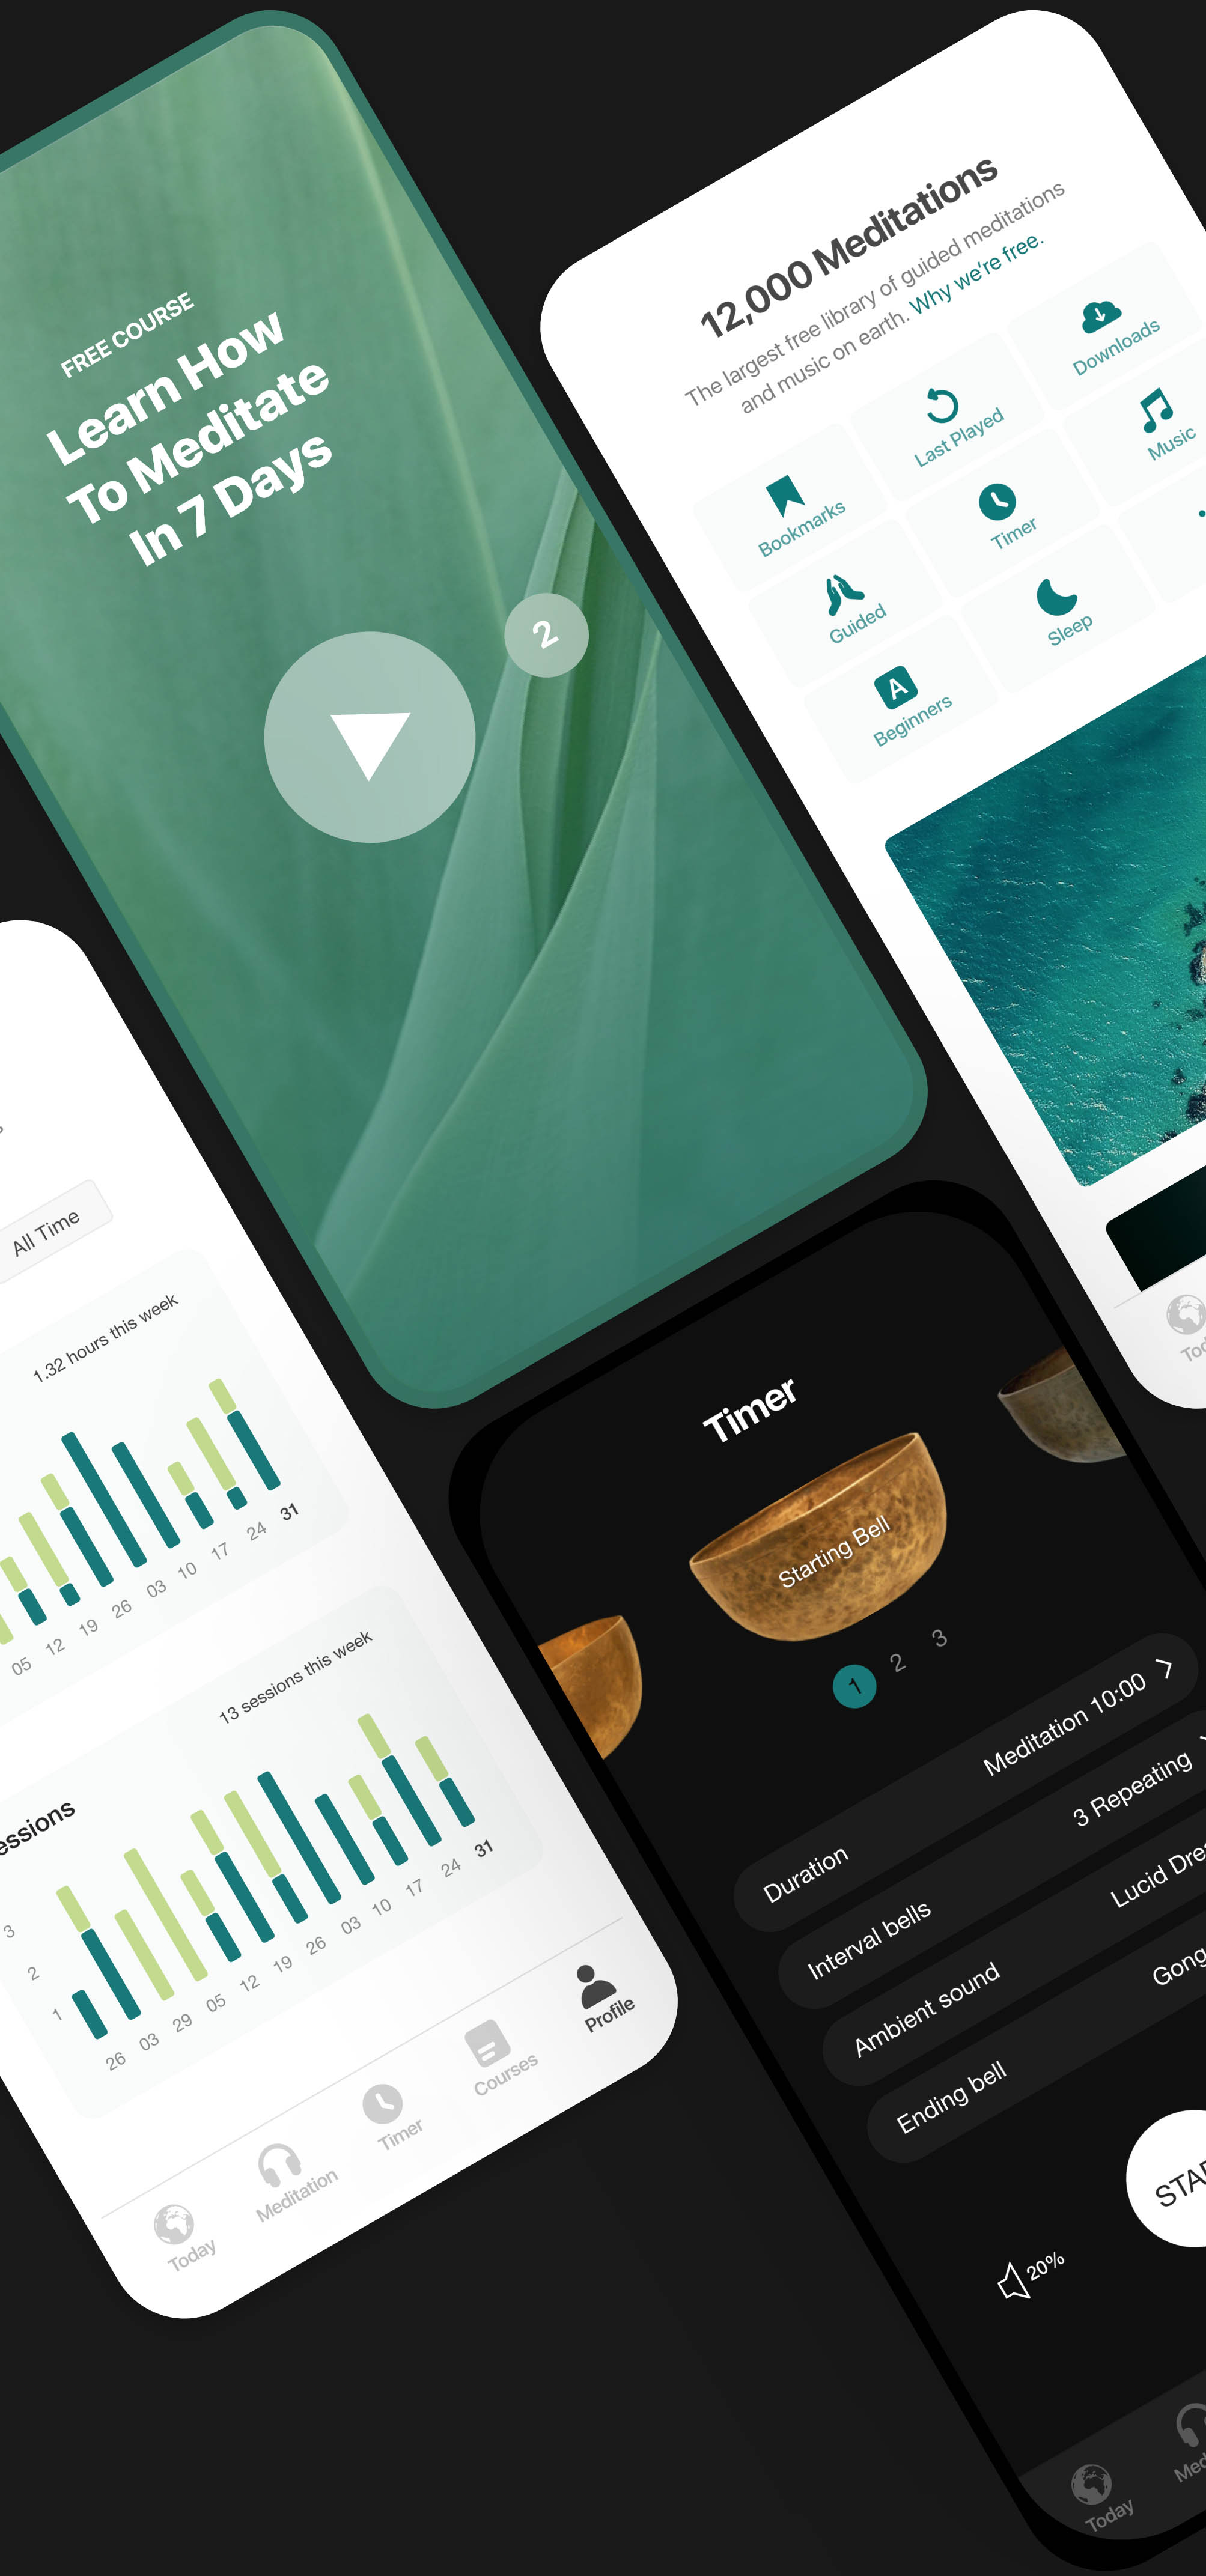 FREE COURSE
Learn How
To Meditate
In 7 Days
2
12,000 Meditations
The largest free library of guided meditations
and music on earth. Why we're free.
Bookmarks
Last Played
Downloads
Guided
Timer
Music
Beginners
Sleep
All Time
1.32 hours this week
05 12 19 26 03 10 17 24 31
13 sessions this week
3
2
1
26 03 29 05 12 19 26 03 10 17 24 31
Today
Meditation
Timer
Courses
Profile
Timer
Starting Bell
1 2 3
Duration Meditation 10:00
Interval bells 3 Repeating
Ambient sound Lucid
Ending bell Gong
20%
Today